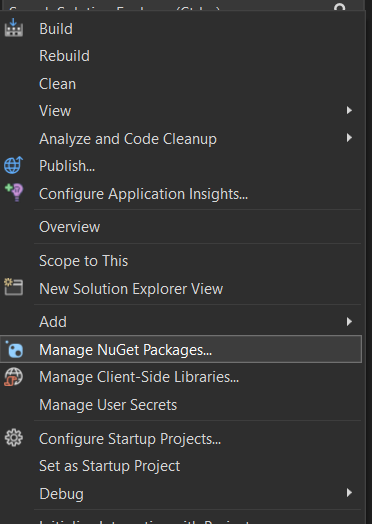 Build
Rebuild
Clean
View
Analyze and Code Cleanup
Publish...
Configure Application Insights...
Overview
Scope to This
New Solution Explorer View
Add
Manage NuGet Packages...
Manage Client-Side Libraries...
Manage User Secrets
Configure Startup Projects...
Set as Startup Project
Debug